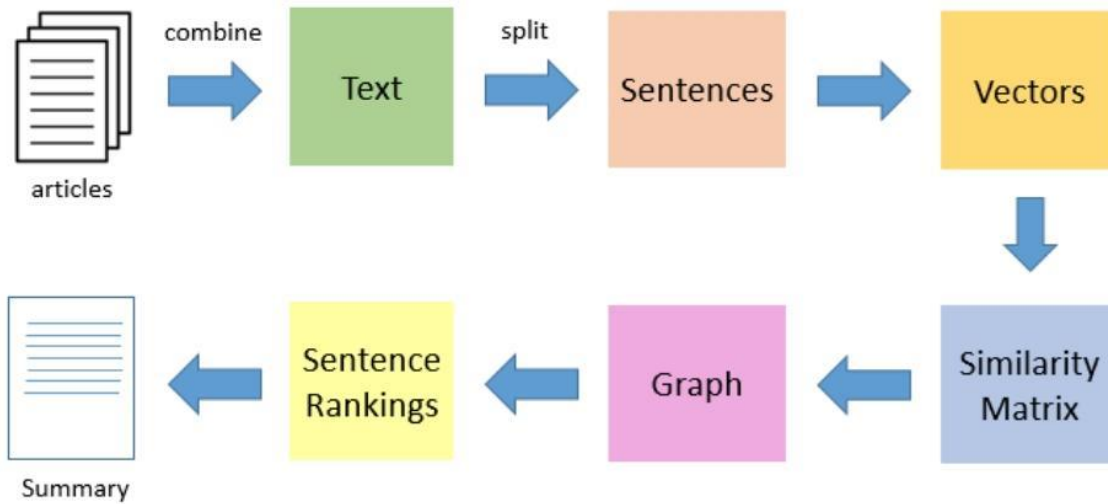 combine
Text
split
Sentences
Vectors
articles
Similarity
Matrix
Graph
Sentence
Rankings
Summary